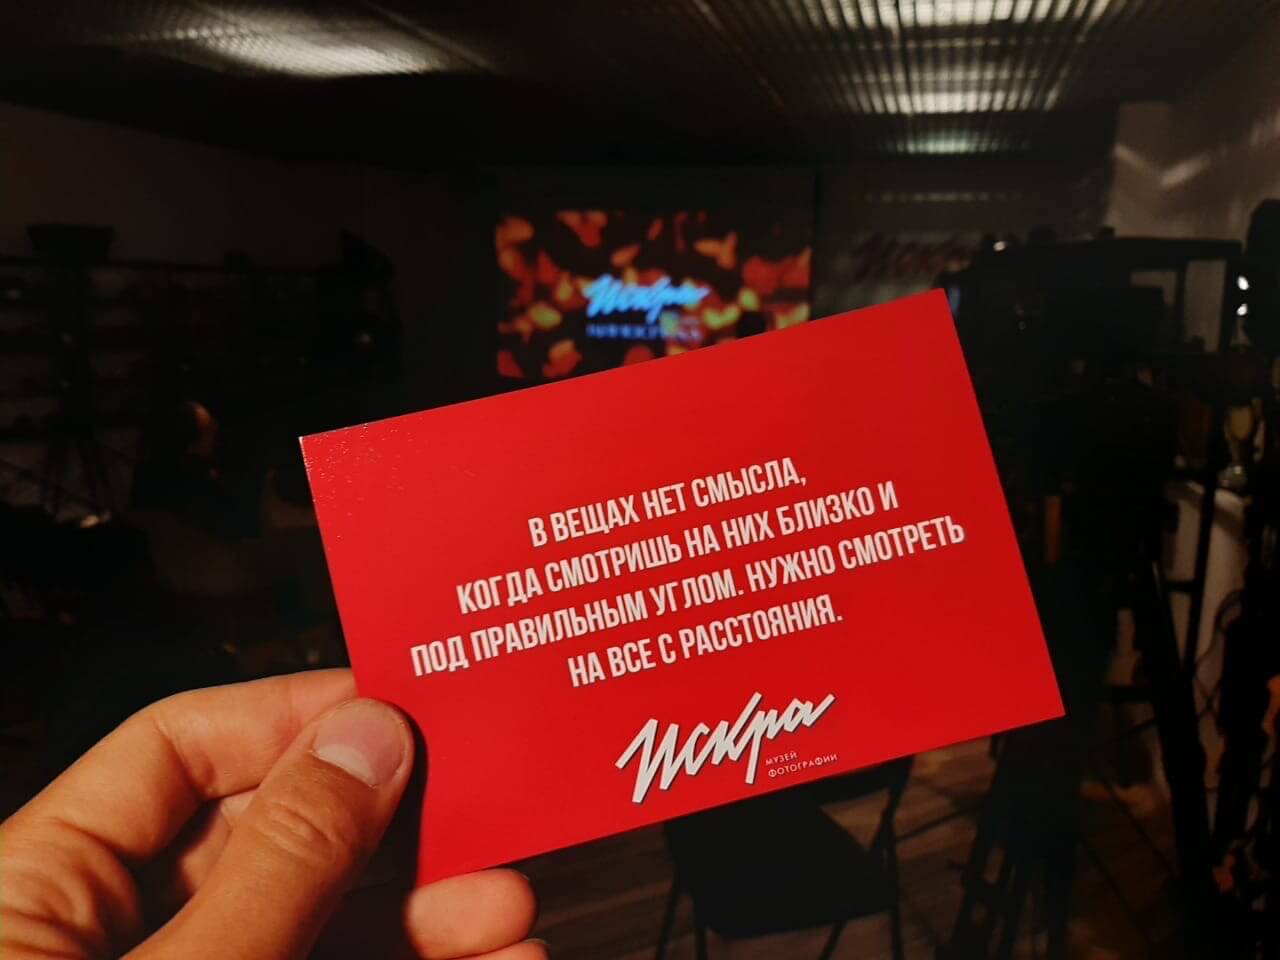 Искра
В ВЕЩАХ НЕТ СМЫСЛА,
КОГДА СМОТРИШЬ НА НИХ БЛИЗКО И
ПОД ПРАВИЛЬНЫМ УГЛОМ. НУЖНО СМОТРЕТЬ
НА ВСЕ С РАССТОЯНИЯ.
Искра
МУЗЕЙ
ФОТОГРАФИИ